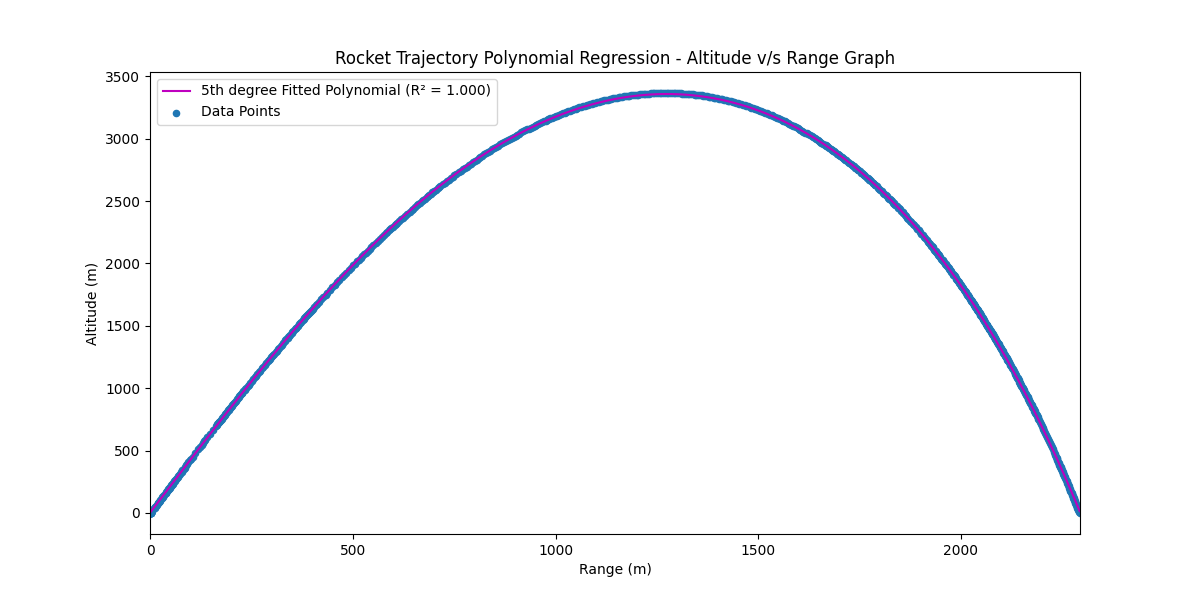 Rocket Trajectory Polynomial Regression - Altitude v/s Range Graph
5th degree Fitted Polynomial (R² = 1.000)
Data Points
3500
3000
2500
2000
1500
1000
500
0
Altitude (m)
0 500 1000 1500 2000
Range (m)